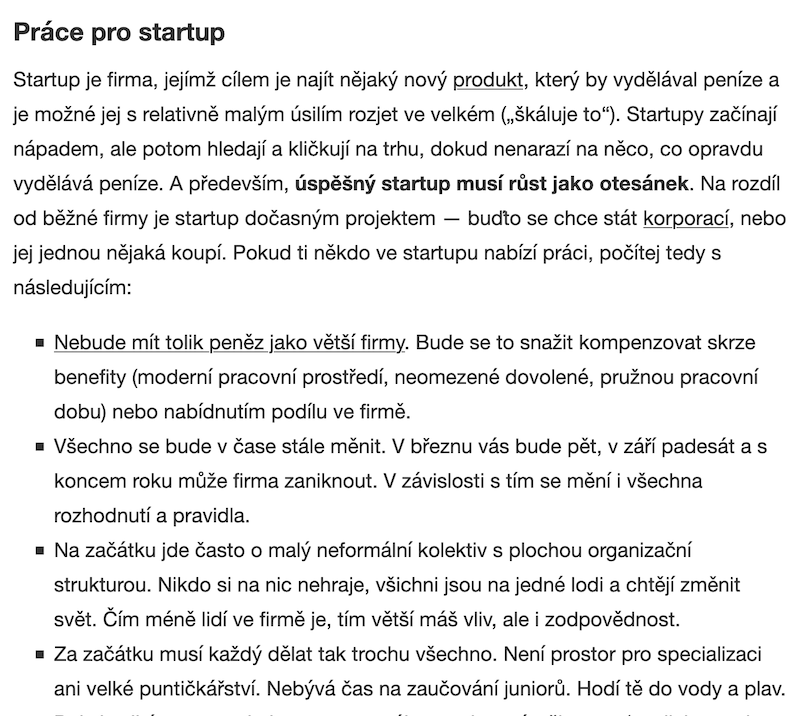 Práce pro startup
Startup je firma, jejímž cílem je najít nějaký nový produkt, který by vydělával peníze a
je možné jej s relativně malým úsilím rozjet ve velkém („škáluje to“). Startupy začínají
nápadem, ale potom hledají a kličkují na trhu, dokud nenarazí na něco, co opravdu
vydělává peníze. A především, úspěšný startup musí růst jako otesánek. Na rozdíl
od běžné firmy je startup dočasným projektem — buďto se chce stát korporací, nebo
jej jednou nějaká koupí. Pokud ti někdo ve startupu nabízí práci, počítej tedy s
následujícím:
▪ Nebude mít tolik peněz jako větší firmy. Bude se to snažit kompenzovat skrze
benefity (moderní pracovní prostředí, neomezené dovolené, pružnou pracovní
dobu) nebo nabídnutím podílu ve firmě.
▪ Všechno se bude v čase stále měnit. V březnu vás bude pět, v září padesát a s
koncem roku může firma zaniknout. V závislosti s tím se mění i všechna
rozhodnutí a pravidla.
▪ Na začátku jde často o malý neformální kolektiv s plochou organizační
strukturou. Nikdo si na nic nehraje, všichni jsou na jedné lodi a chtějí změnit
svět. Čím méně lidí ve firmě je, tím větší máš vliv, ale i zodpovědnost.
▪ Za začátku musí každý dělat tak trochu všechno. Není prostor pro specializaci
ani velké puntičkářství. Nebývá čas na zaučování juniorů. Hodí tě do vody a plav.